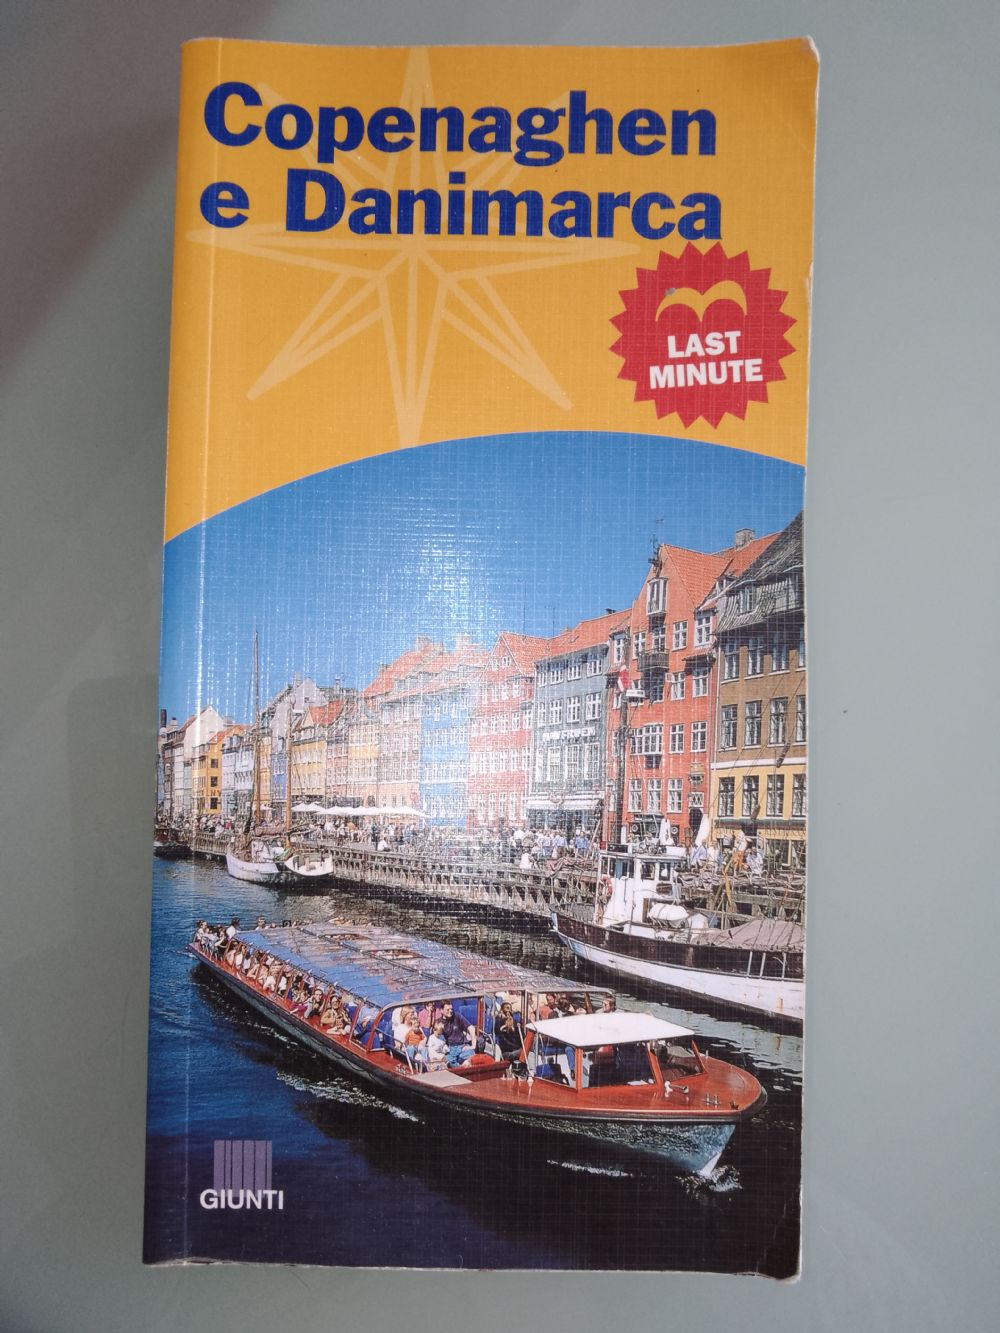 Copenaghen
e Danimarca
LAST
MINUTE
GIUNTI